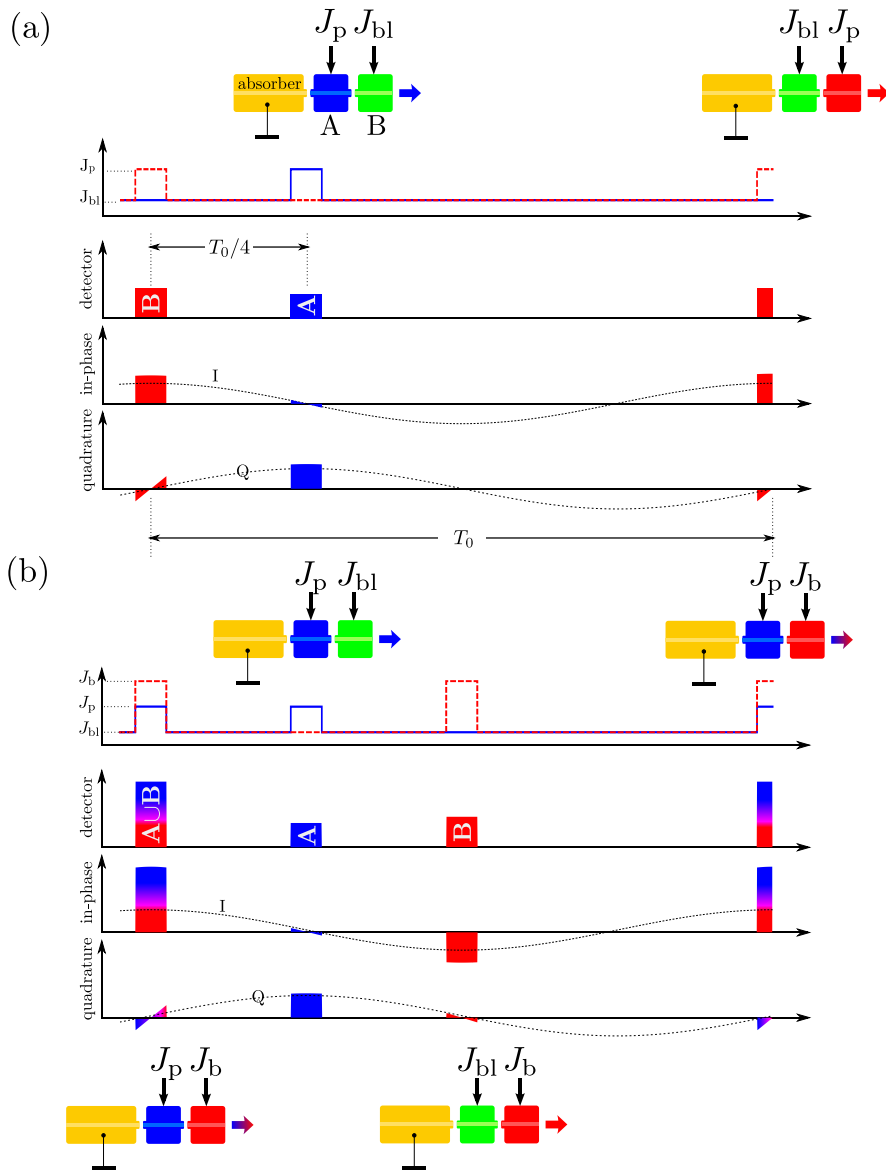 (a)
J_p J_bl
J_bl J_p
absorber
A B
J_p
J_bl
T_0/4
detector
B A
in-phase
I
quadrature
Q
T_0
(b)
J_p J_bl
J_p J_b
J_b
J_p
J_bl
detector
A∪B A B
in-phase
I
quadrature
Q
J_p J_b
J_bl J_b